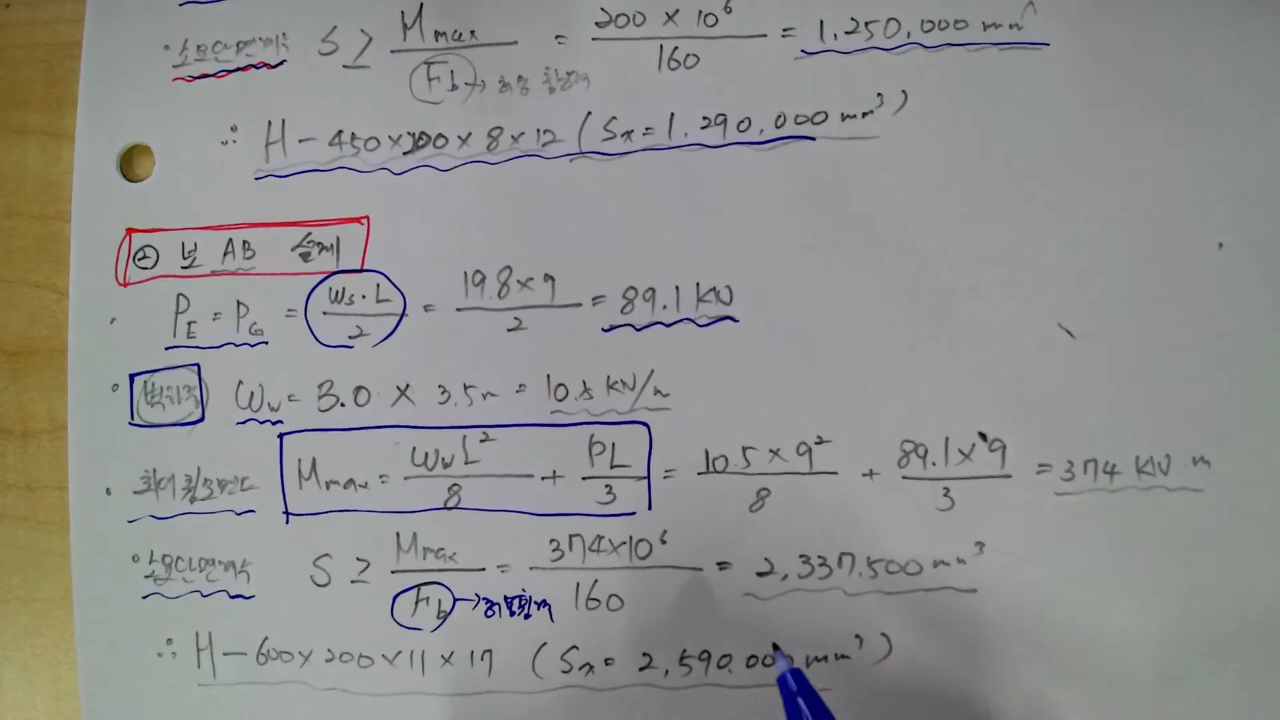 · 소요단면계수 S ≥ Mmax / Fb → 허용 휨응력 = 200 × 10⁶ / 160 = 1,250,000 mm
∴ H - 450×200 × 8 × 12 ( Sx = 1,290,000 mm³ )
② 보 AB 설계
· PE = PG = Ws · L / 2 = 19.8 × 9 / 2 = 89.1 KN
· 벽하중 Ww = 3.0 × 3.5m = 10.5 KN/m
· 최대휨모멘트 Mmax = WwL² / 8 + PL / 3 = 10.5 × 9² / 8 + 89.1 × 9 / 3 = 374 KN m
· 소요단면계수 S ≥ Mmax / Fb → 허용휨응력 = 374×10⁶ / 160 = 2,337,500 mm³
∴ H - 600 × 200 × 11 × 17 ( Sx = 2,590,000 mm³ )